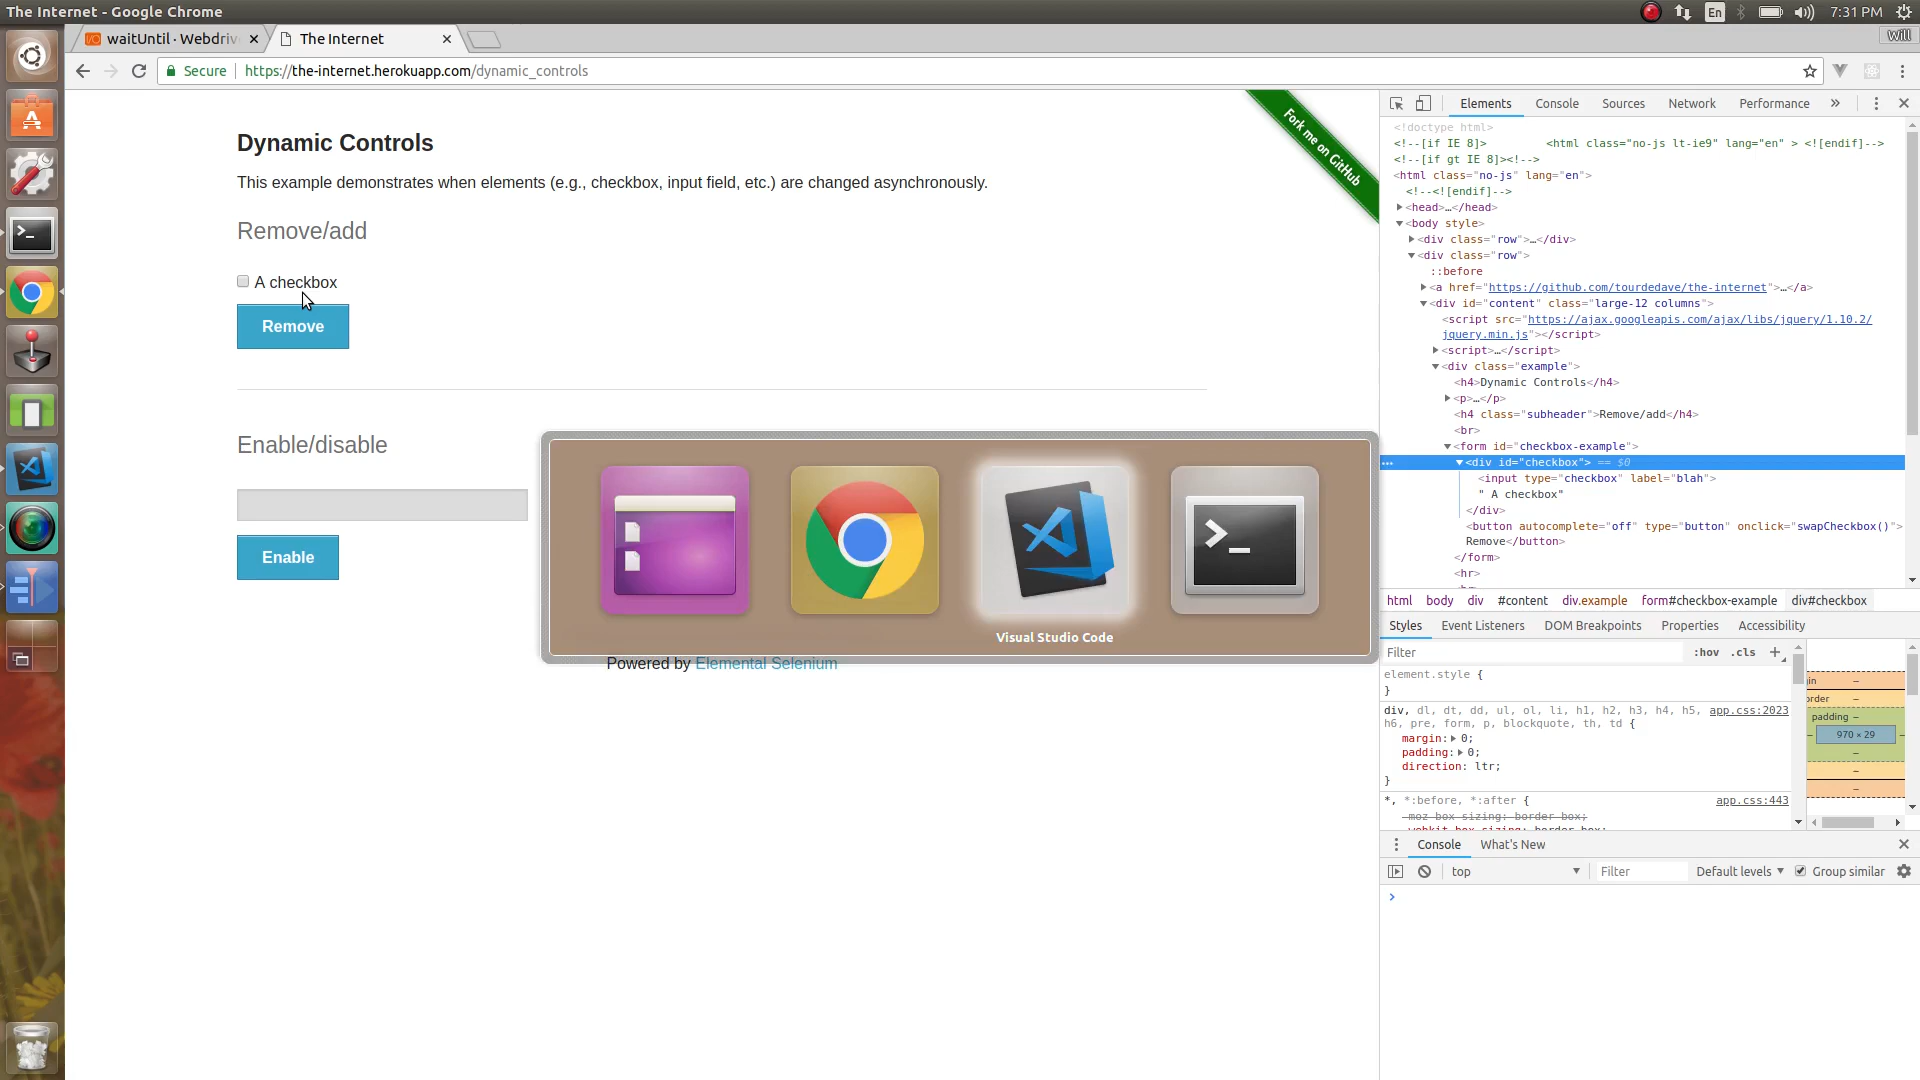 The Internet - Google Chrome
En
7:31 PM
waitUntil · Webdriv
The Internet
Will
Secure
https://the-internet.herokuapp.com/dynamic_controls
Fork me on GitHub
Dynamic Controls
This example demonstrates when elements (e.g., checkbox, input field, etc.) are changed asynchronously.
Remove/add
A checkbox
Remove
Enable/disable
Enable
Visual Studio Code
Powered by Elemental Selenium
Elements Console Sources Network Performance »
<!doctype html>
<!--[if IE 8]> <html class="no-js lt-ie9" lang="en" > <![endif]-->
<!--[if gt IE 8]><!-->
<html class="no-js" lang="en">
<!--<![endif]-->
<head>…</head>
<body style>
<div class="row">…</div>
<div class="row">
::before
<a href="https://github.com/tourdedave/the-internet">…</a>
<div id="content" class="large-12 columns">
<script src="https://ajax.googleapis.com/ajax/libs/jquery/1.10.2/
jquery.min.js"></script>
<script>…</script>
<div class="example">
<h4>Dynamic Controls</h4>
<p>…</p>
<h4 class="subheader">Remove/add</h4>
<br>
<form id="checkbox-example">
<div id="checkbox"> == $0
<input type="checkbox" label="blah">
" A checkbox"
</div>
<button autocomplete="off" type="button" onclick="swapCheckbox()">
Remove</button>
</form>
<hr>
html body div #content div.example form#checkbox-example div#checkbox
Styles Event Listeners DOM Breakpoints Properties Accessibility
Filter
:hov .cls +
element.style {
}
div, dl, dt, dd, ul, ol, li, h1, h2, h3, h4, h5, app.css:2023
h6, pre, form, p, blockquote, th, td {
margin: 0;
padding: 0;
direction: ltr;
}
*, *:before, *:after { app.css:443
-moz-box-sizing: border-box;
-webkit-box-sizing: border-box;
in –
order –
padding –
970 × 29
Console What's New
top
Filter
Default levels
Group similar